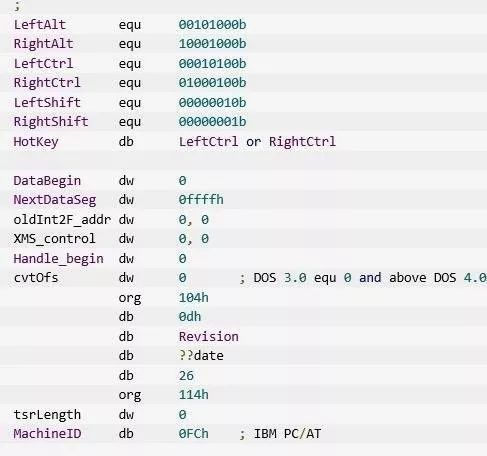 ;
LeftAlt equ 00101000b
RightAlt equ 10001000b
LeftCtrl equ 00010100b
RightCtrl equ 01000100b
LeftShift equ 00000010b
RightShift equ 00000001b
HotKey db LeftCtrl or RightCtrl
DataBegin dw 0
NextDataSeg dw 0ffffh
oldInt2F_addr dw 0, 0
XMS_control dw 0, 0
Handle_begin dw 0
cvtOfs dw 0 ; DOS 3.0 equ 0 and above DOS 4.0
org 104h
db 0dh
db Revision
db ??date
db 26
org 114h
tsrLength dw 0
MachineID db 0FCh ; IBM PC/AT